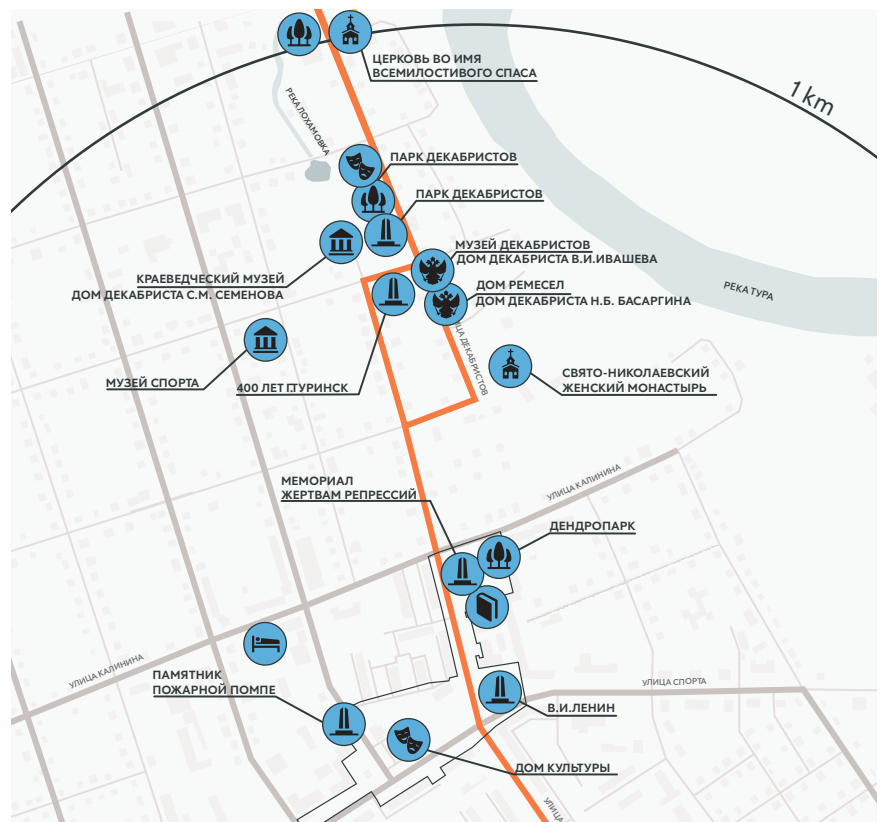 ЦЕРКОВЬ ВО ИМЯ
ВСЕМИЛОСТИВОГО СПАСА
1 km
РЕКА ЛОХАМОВКА
ПАРК ДЕКАБРИСТОВ
ПАРК ДЕКАБРИСТОВ
МУЗЕЙ ДЕКАБРИСТОВ
ДОМ ДЕКАБРИСТА В.И.ИВАШЕВА
КРАЕВЕДЧЕСКИЙ МУЗЕЙ
ДОМ ДЕКАБРИСТА С.М. СЕМЕНОВА
ДОМ РЕМЕСЕЛ
ДОМ ДЕКАБРИСТА Н.Б. БАСАРГИНА
РЕКА ТУРА
ЦА ДЕКАБРИСТОВ
МУЗЕЙ СПОРТА
400 ЛЕТ Г.ТУРИНСК
СВЯТО-НИКОЛАЕВСКИЙ
ЖЕНСКИЙ МОНАСТЫРЬ
МЕМОРИАЛ
ЖЕРТВАМ РЕПРЕССИЙ
УЛИЦА КАЛИНИНА
ДЕНДРОПАРК
УЛИЦА КАЛИНИНА
ПАМЯТНИК
ПОЖАРНОЙ ПОМПЕ
УЛИЦА СПОРТА
В.И.ЛЕНИН
ДОМ КУЛЬТУРЫ
УЛИЦА